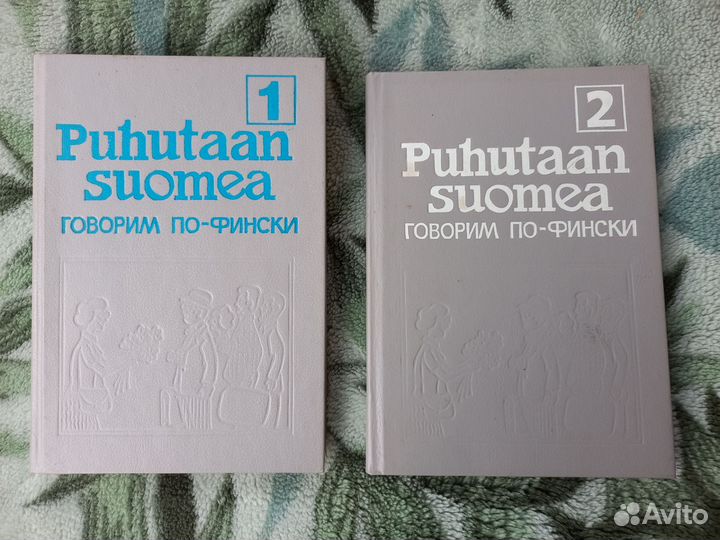 1
Puhutaan
suomea
ГОВОРИМ ПО-ФИНСКИ
2
Puhutaan
suomea
ГОВОРИМ ПО-ФИНСКИ
Avito